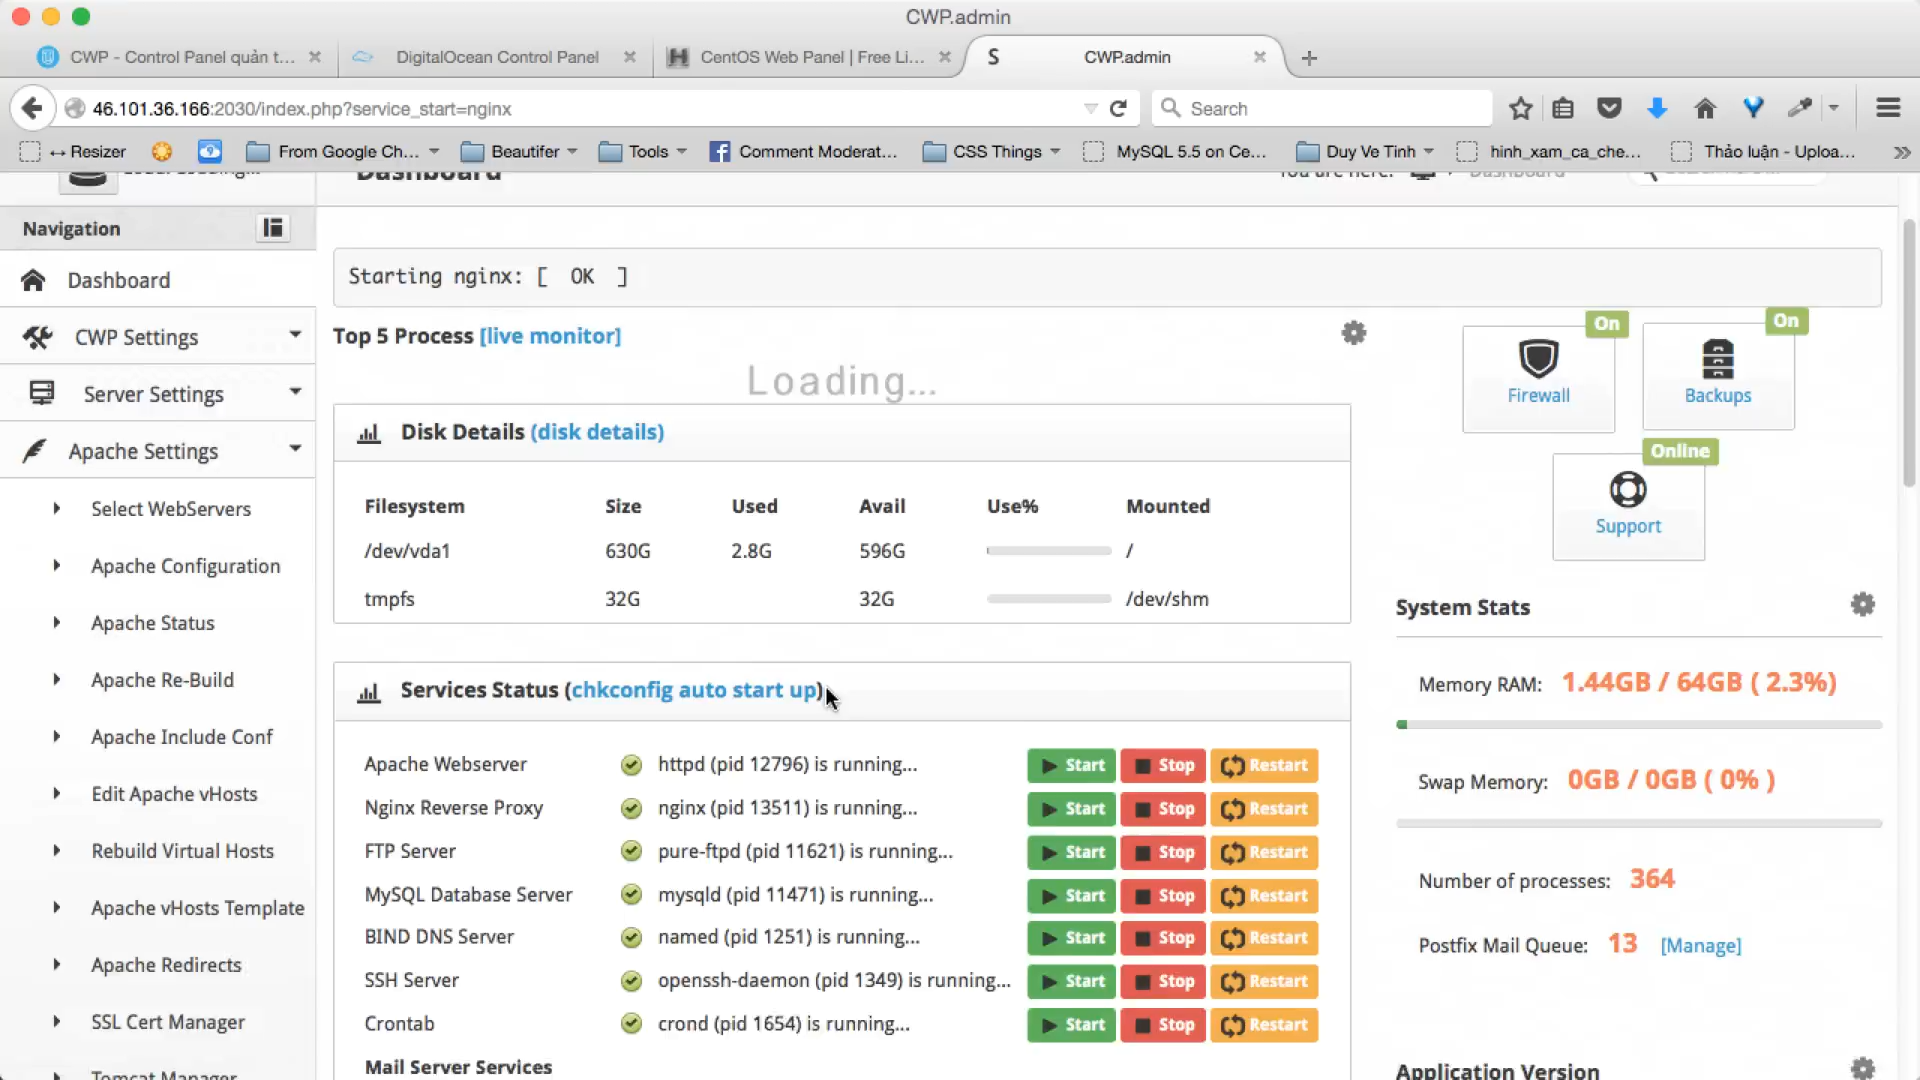 CWP.admin
CWP - Control Panel quản t...
DigitalOcean Control Panel
CentOS Web Panel | Free Li...
S CWP.admin
46.101.36.166:2030/index.php?service_start=nginx
Search
↔ Resizer
From Google Ch...
Beautifer
Tools
Comment Moderat...
CSS Things
MySQL 5.5 on Ce...
Duy Ve Tinh
hinh_xam_ca_che...
Thảo luận - Uploa...
Dashboard
You are here:
Dashboard
Navigation
Dashboard
CWP Settings
Server Settings
Apache Settings
Select WebServers
Apache Configuration
Apache Status
Apache Re-Build
Apache Include Conf
Edit Apache vHosts
Rebuild Virtual Hosts
Apache vHosts Template
Apache Redirects
SSL Cert Manager
Tomcat Manager
Starting nginx: [ OK ]
Top 5 Process [live monitor]
Loading...
Disk Details (disk details)
Filesystem Size Used Avail Use% Mounted
/dev/vda1 630G 2.8G 596G /
tmpfs 32G 32G /dev/shm
Services Status (chkconfig auto start up)
Apache Webserver httpd (pid 12796) is running... Start Stop Restart
Nginx Reverse Proxy nginx (pid 13511) is running... Start Stop Restart
FTP Server pure-ftpd (pid 11621) is running... Start Stop Restart
MySQL Database Server mysqld (pid 11471) is running... Start Stop Restart
BIND DNS Server named (pid 1251) is running... Start Stop Restart
SSH Server openssh-daemon (pid 1349) is running... Start Stop Restart
Crontab crond (pid 1654) is running... Start Stop Restart
Mail Server Services
On
Firewall
On
Backups
Online
Support
System Stats
Memory RAM: 1.44GB / 64GB ( 2.3%)
Swap Memory: 0GB / 0GB ( 0% )
Number of processes: 364
Postfix Mail Queue: 13 [Manage]
Application Version